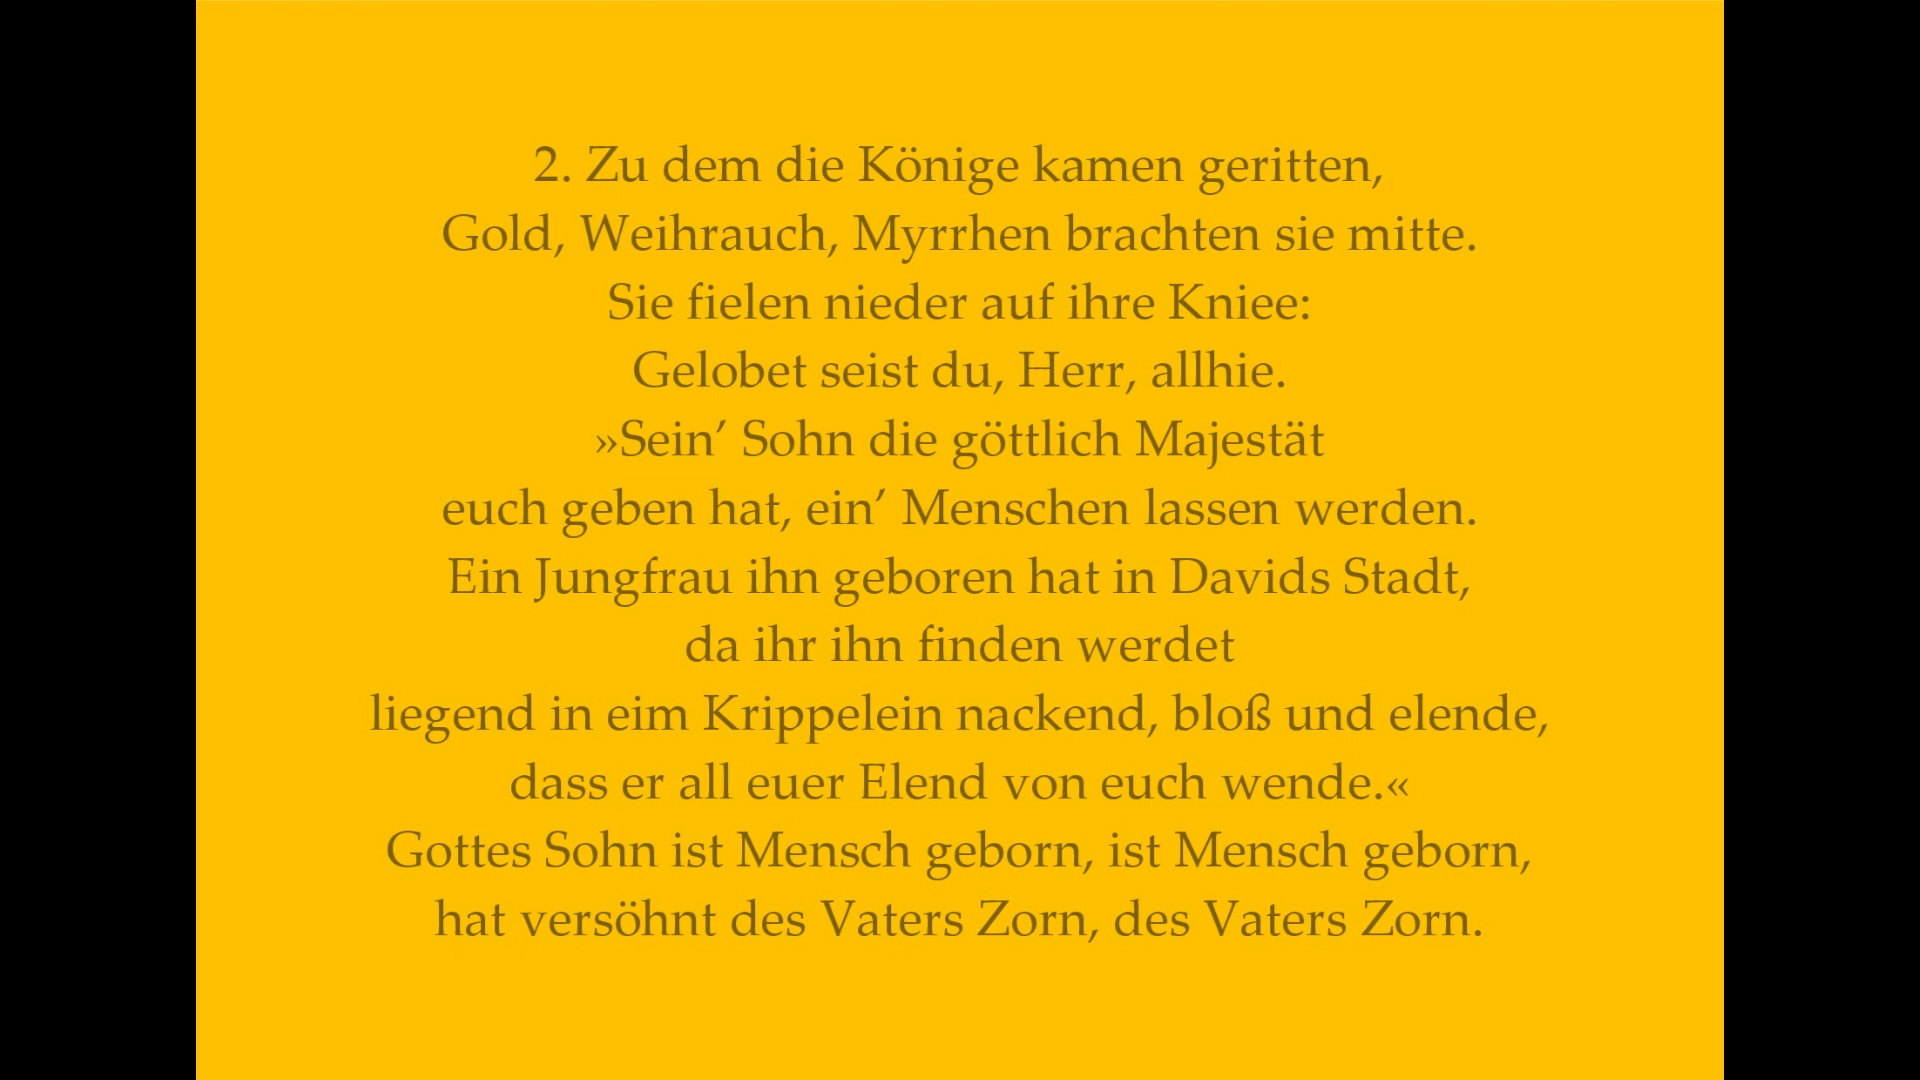 2. Zu dem die Könige kamen geritten,
Gold, Weihrauch, Myrrhen brachten sie mitte.
Sie fielen nieder auf ihre Kniee:
Gelobet seist du, Herr, allhie.
»Sein’ Sohn die göttlich Majestät
euch geben hat, ein’ Menschen lassen werden.
Ein Jungfrau ihn geboren hat in Davids Stadt,
da ihr ihn finden werdet
liegend in eim Krippelein nackend, bloß und elende,
dass er all euer Elend von euch wende.«
Gottes Sohn ist Mensch geborn, ist Mensch geborn,
hat versöhnt des Vaters Zorn, des Vaters Zorn.